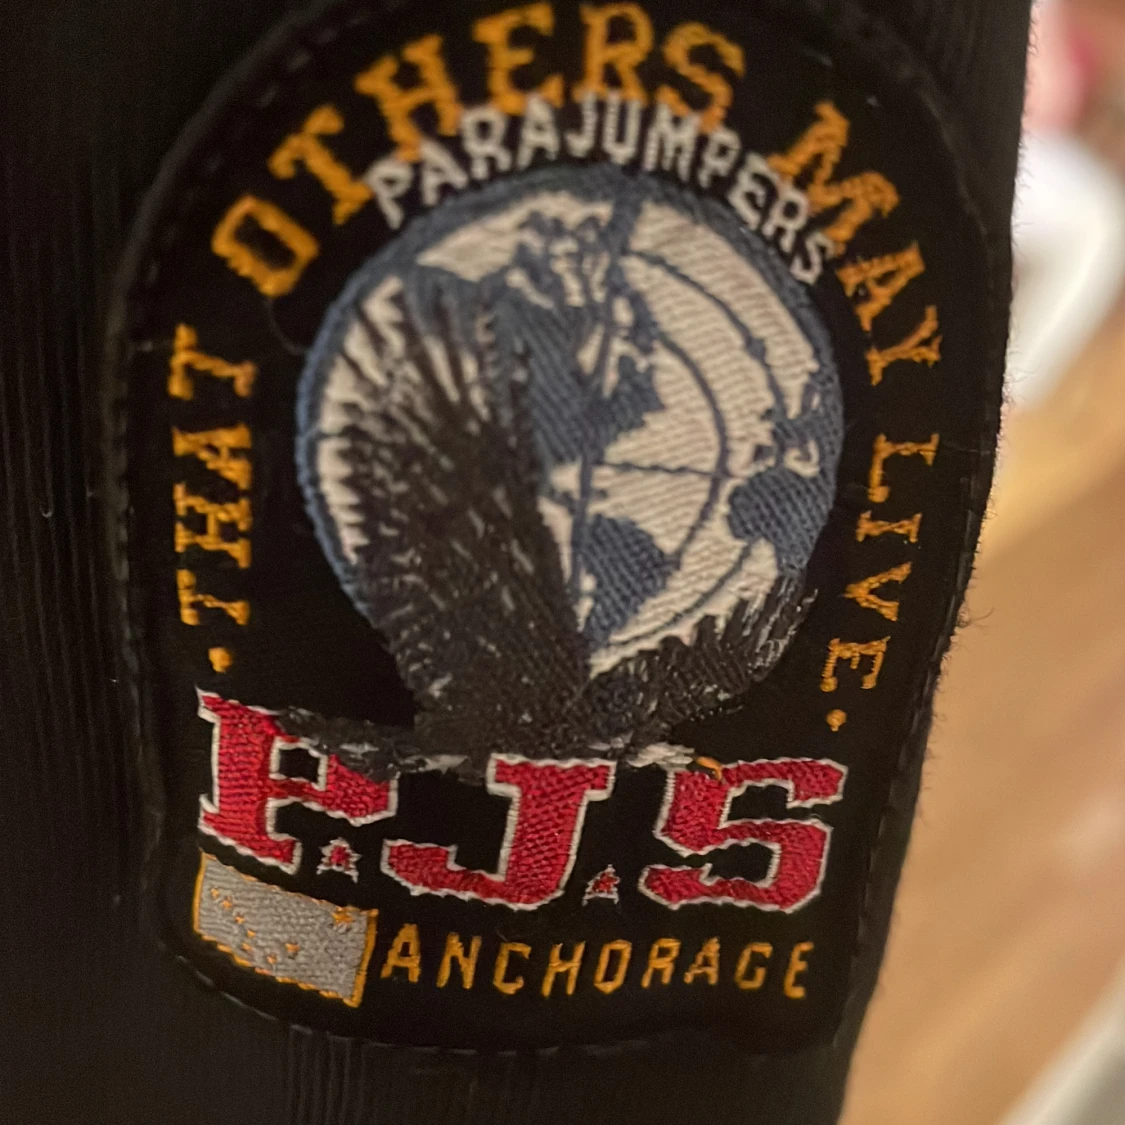 · THAT OTHERS MAY LIVE ·
PARAJUMPERS
P.J.S
ANCHORAGE